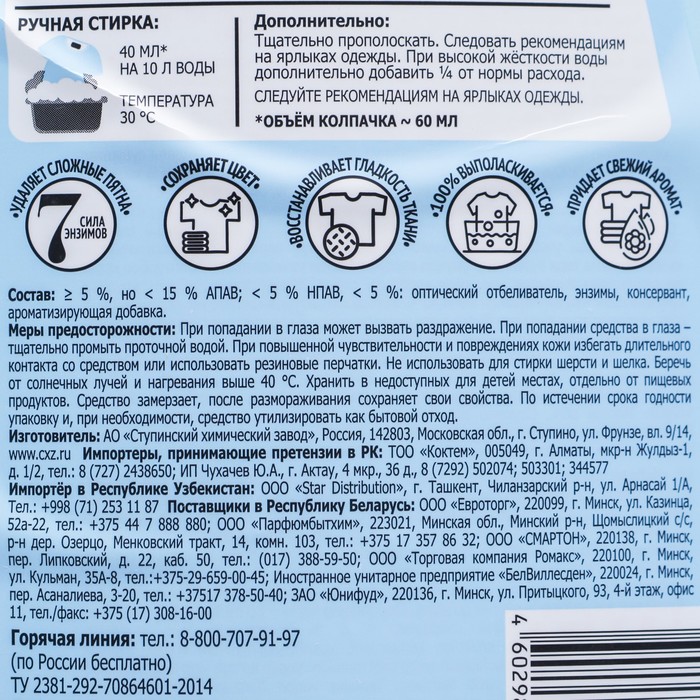 РУЧНАЯ СТИРКА:
40 МЛ*
НА 10 Л ВОДЫ
ТЕМПЕРАТУРА
30 °C
Дополнительно:
Тщательно прополоскать. Следовать рекомендациям
на ярлыках одежды. При высокой жёсткости воды
дополнительно добавить ¼ от нормы расхода.
СЛЕДУЙТЕ РЕКОМЕНДАЦИЯМ НА ЯРЛЫКАХ ОДЕЖДЫ.
*ОБЪЁМ КОЛПАЧКА ~ 60 МЛ
•УДАЛЯЕТ СЛОЖНЫЕ ПЯТНА•
7 СИЛА
ЭНЗИМОВ
•СОХРАНЯЕТ ЦВЕТ•
•ВОССТАНАВЛИВАЕТ ГЛАДКОСТЬ ТКАНИ•
•100% ВЫПОЛАСКИВАЕТСЯ•
•ПРИДАЕТ СВЕЖИЙ АРОМАТ•
Состав: ≥ 5 %, но < 15 % АПАВ; < 5 % НПАВ, < 5 %: оптический отбеливатель, энзимы, консервант,
ароматизирующая добавка.
Меры предосторожности: При попадании в глаза может вызвать раздражение. При попадании средства в глаза –
тщательно промыть проточной водой. При повышенной чувствительности и повреждениях кожи избегать длительного
контакта со средством или использовать резиновые перчатки. Не использовать для стирки шерсти и шелка. Беречь
от солнечных лучей и нагревания выше 40 °C. Хранить в недоступных для детей местах, отдельно от пищевых
продуктов. Средство замерзает, после размораживания сохраняет свои свойства. По истечении срока годности
упаковку и, при необходимости, средство утилизировать как бытовой отход.
Изготовитель: АО «Ступинский химический завод», Россия, 142803, Московская обл., г. Ступино, ул. Фрунзе, вл. 9/14,
www.cxz.ru Импортеры, принимающие претензии в РК: ТОО «Коктем», 005049, г. Алматы, мкр-н Жулдыз-1,
д. 1/2, тел.: 8 (727) 2438650; ИП Чухачев Ю.А., г. Актау, 4 мкр., 36 д., 8 (7292) 502074; 503301; 344577
Импортёр в Республике Узбекистан: ООО «Star Distribution», г. Ташкент, Чиланзарский р-н, ул. Арнасай 1/А,
Тел.: +998 (71) 253 11 87 Поставщики в Республику Беларусь: ООО «Евроторг», 220099, г. Минск, ул. Казинца,
52а-22, тел.: +375 44 7 888 880; ООО «Парфюмбытхим», 223021, Минская обл., Минский р-н, Щомыслицкий с/с,
р-н дер. Озерцо, Менковский тракт, 14, комн. 103, тел.: +375 17 357 86 32; ООО «СМАРТОН», 220138, г. Минск,
пер. Липковский, д. 22, каб. 50, тел.: (017) 388-59-50; ООО «Торговая компания Ромакс», 220100, г. Минск,
ул. Кульман, 35А-8, тел.:+375-29-659-00-45; Иностранное унитарное предприятие «БелВиллесден», 220024, г. Минск,
пер. Асаналиева, 3-20, тел.: +37517 378-50-40; ЗАО «Юнифуд», 220136, г. Минск, ул. Притыцкого, 93, 4-й этаж, офис
11, тел./факс: +375 (17) 308-16-00
Горячая линия: тел.: 8-800-707-91-97
(по России бесплатно)
ТУ 2381-292-70864601-2014